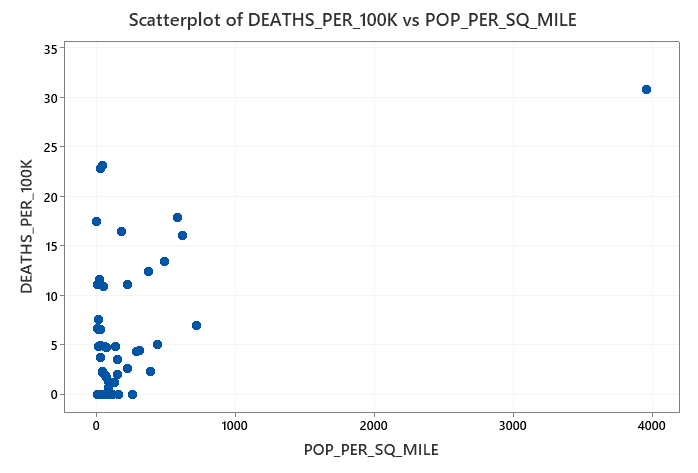 Scatterplot of DEATHS_PER_100K vs POP_PER_SQ_MILE
35
30
25
20
15
10
5
0
DEATHS_PER_100K
0 1000 2000 3000 4000
POP_PER_SQ_MILE